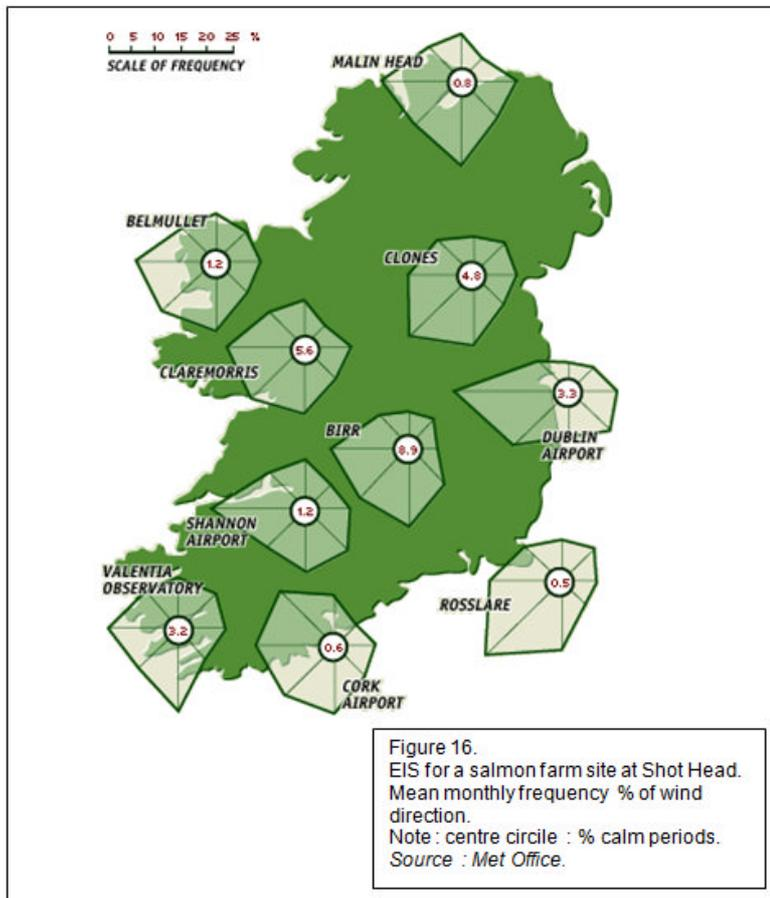 0 5 10 15 20 25 %
SCALE OF FREQUENCY
MALIN HEAD
0.8
BELMULLET
1.2
CLONES
4.8
CLAREMORRIS
5.6
3.3
DUBLIN
AIRPORT
BIRR
8.9
SHANNON
AIRPORT
1.2
VALENTIA
OBSERVATORY
3.2
ROSSLARE
0.5
0.6
CORK
AIRPORT
Figure 16.
EIS for a salmon farm site at Shot Head.
Mean monthly frequency % of wind
direction.
Note : centre circile : % calm periods.
Source : Met Office.